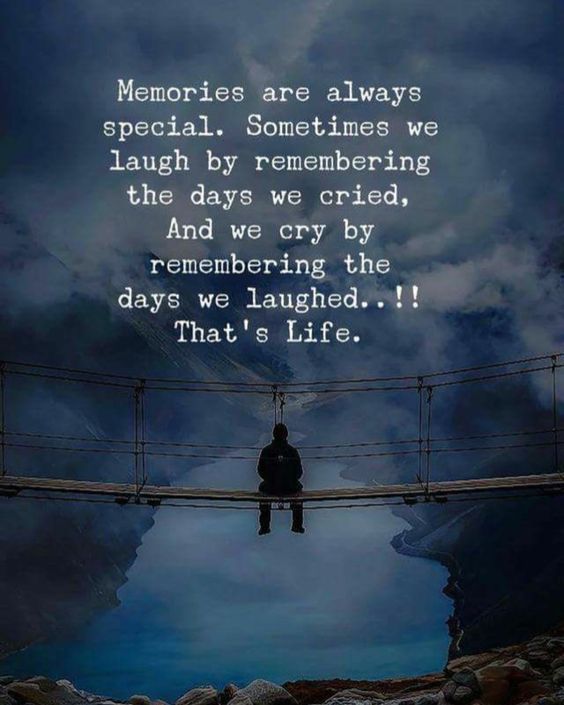 Memories are always
special. Sometimes we
laugh by remembering
the days we cried,
And we cry by
remembering the
days we laughed..!!
That's Life.